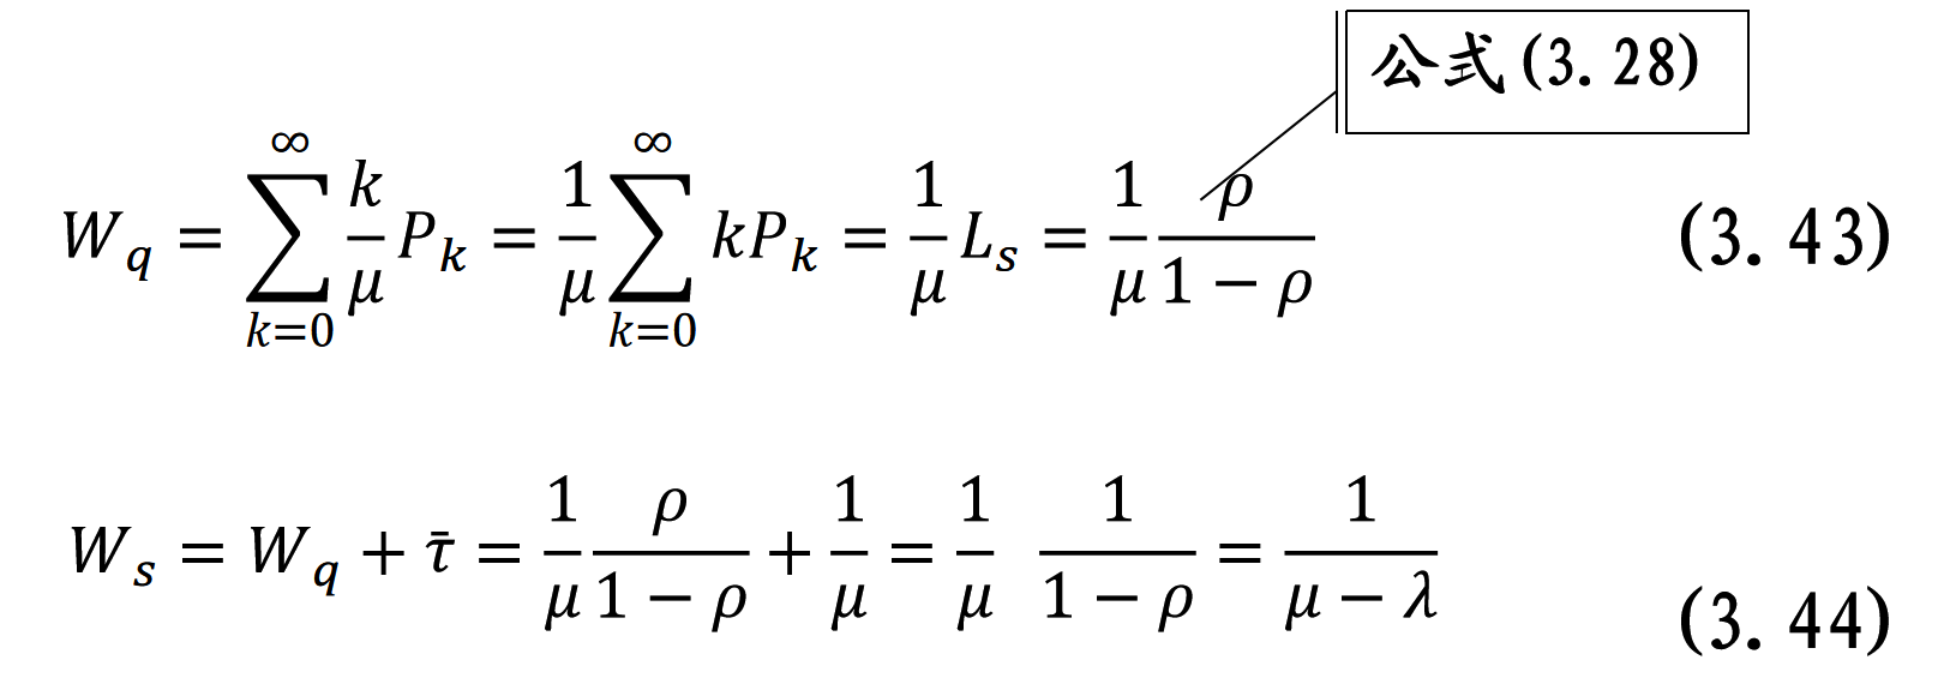 公式(3. 28)
$W_q = \sum_{k=0}^{\infty} \frac{k}{\mu} P_k = \frac{1}{\mu} \sum_{k=0}^{\infty} kP_k = \frac{1}{\mu} L_s = \frac{1}{\mu} \frac{\rho}{1-\rho}$ (3. 43)
$W_s = W_q + \bar{\tau} = \frac{1}{\mu} \frac{\rho}{1-\rho} + \frac{1}{\mu} = \frac{1}{\mu} \frac{1}{1-\rho} = \frac{1}{\mu-\lambda}$ (3. 44)